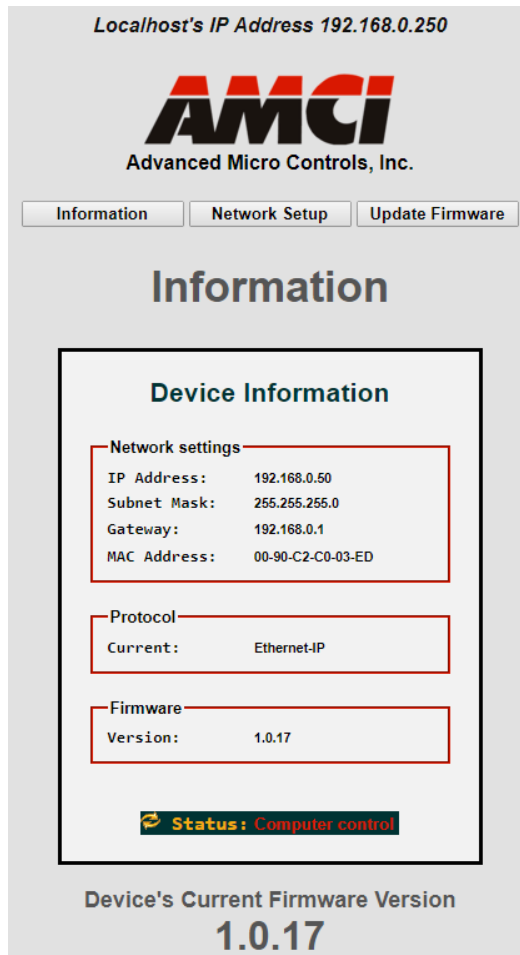 Localhost's IP Address 192.168.0.250
AMCI
Advanced Micro Controls, Inc.
Information Network Setup Update Firmware
Information
Device Information
Network settings
IP Address: 192.168.0.50
Subnet Mask: 255.255.255.0
Gateway: 192.168.0.1
MAC Address: 00-90-C2-C0-03-ED
Protocol
Current: Ethernet-IP
Firmware
Version: 1.0.17
Status: Computer control
Device's Current Firmware Version
1.0.17